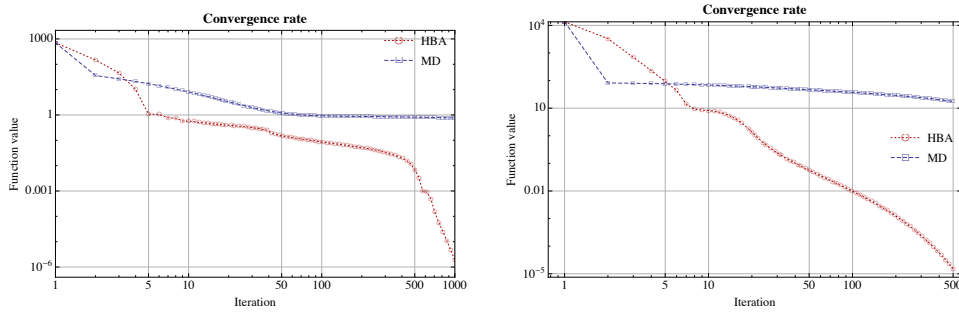 Convergence rate
1000
1
0.001
10^-6
Function value
HBA
MD
1 5 10 50 100 500 1000
Iteration
Convergence rate
10^4
10
0.01
10^-5
Function value
HBA
MD
1 5 10 50 100 500
Iteration